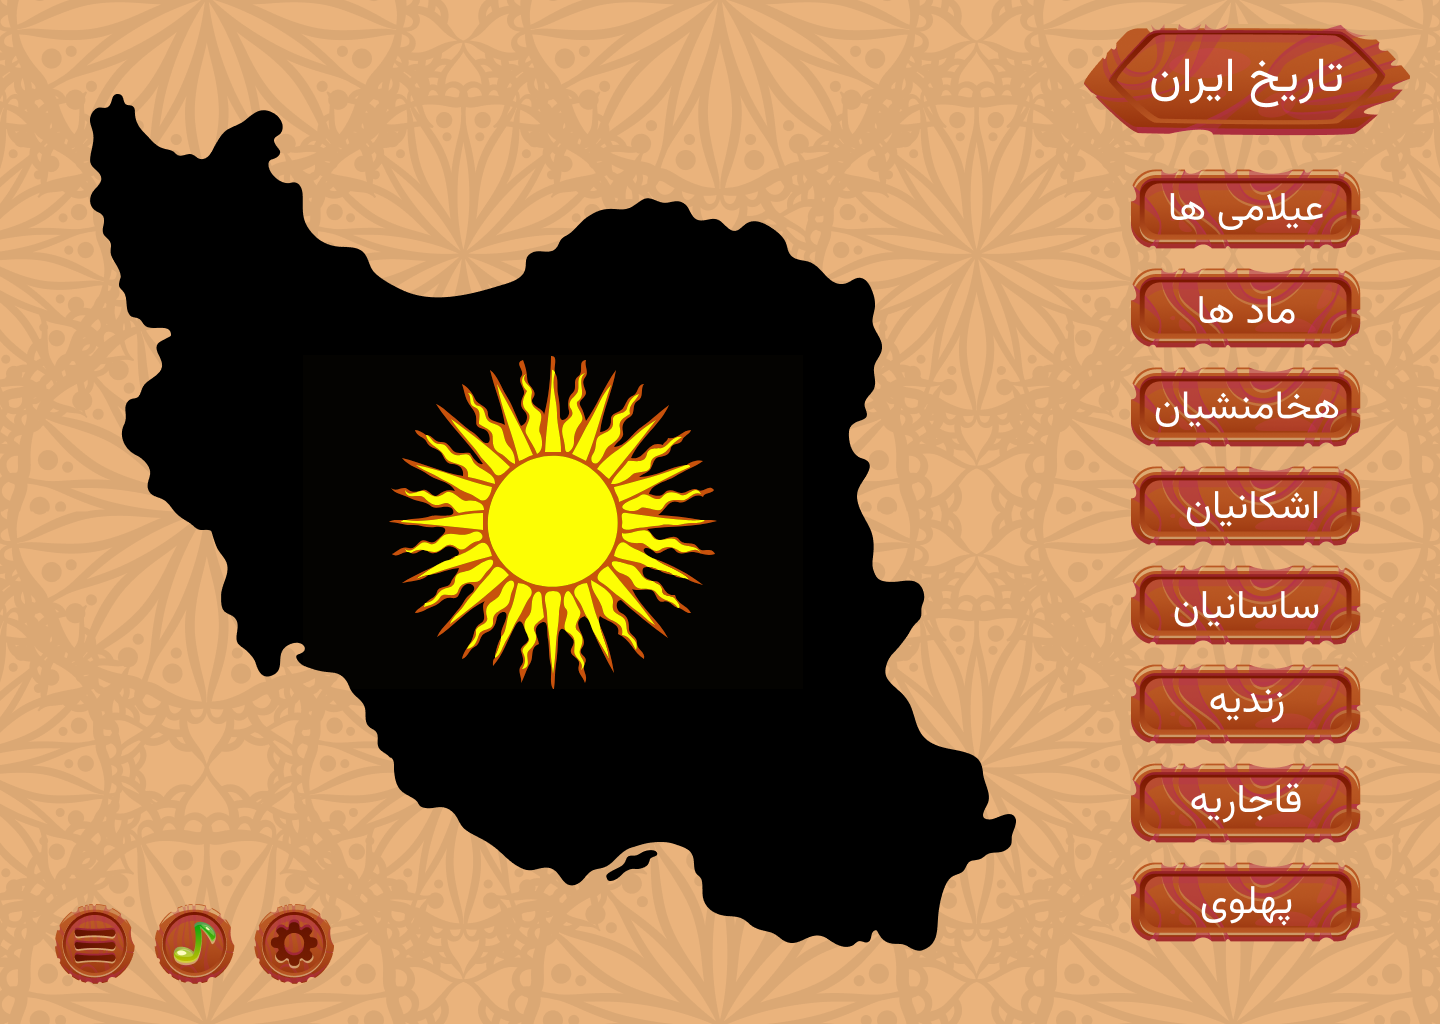 تاریخ ایران
عیلامی ها
ماد ها
هخامنشیان
اشکانیان
ساسانیان
زندیه
قاجاریه
پهلوی